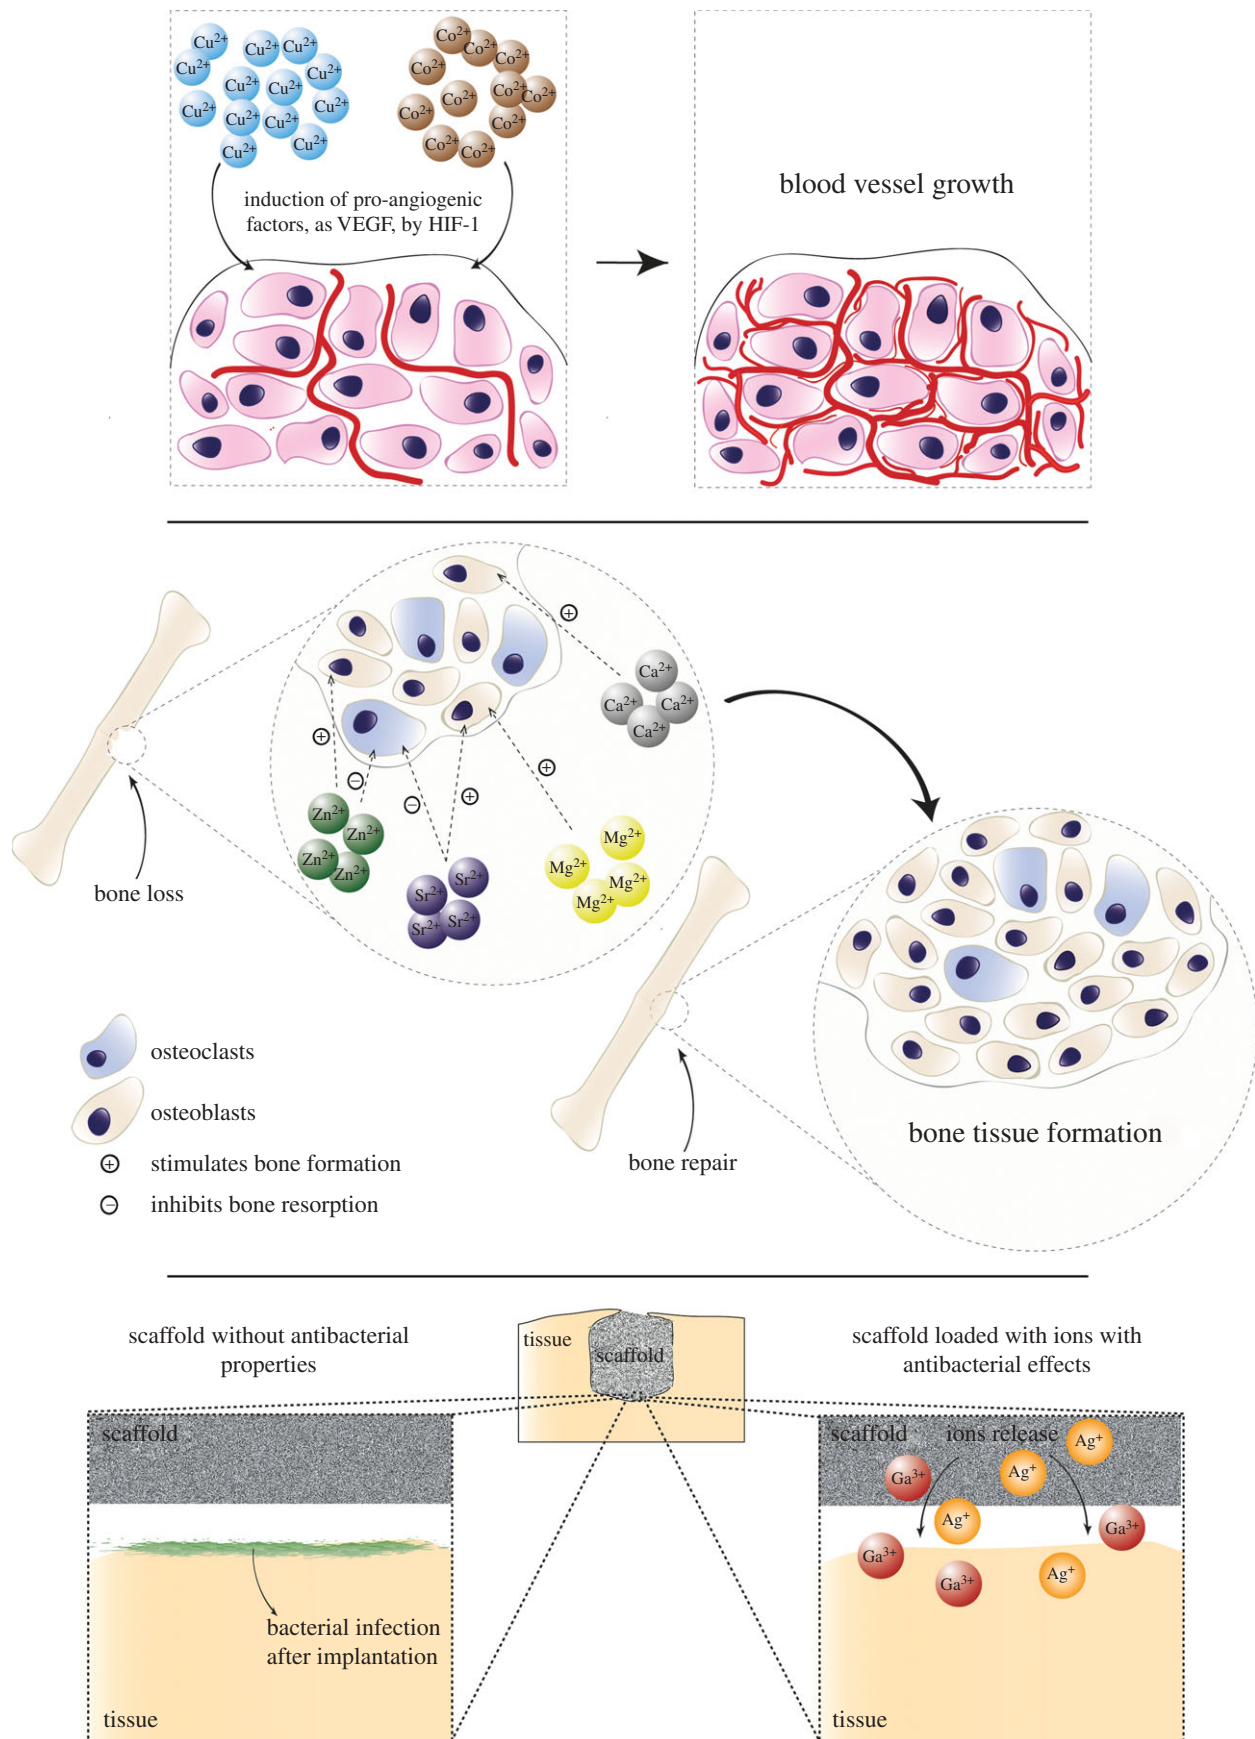 Cu²⁺
Cu²⁺
Cu²⁺
Cu²⁺
Cu²⁺
Cu²⁺
Cu²⁺
Cu²⁺
Cu²⁺
Cu²⁺
Cu²⁺
Cu²⁺
Cu²⁺
Co²⁺
Co²⁺
Co²⁺
Co²⁺
Co²⁺
Co²⁺
Co²⁺
Co²⁺
Co²⁺
Co²⁺
Co²⁺
induction of pro-angiogenic
factors, as VEGF, by HIF-1
blood vessel growth
+
Ca²⁺
Ca²⁺
Ca²⁺
Ca²⁺
+
−
−
+
+
Zn²⁺
Zn²⁺
Zn²⁺
Zn²⁺
Sr²⁺
Sr²⁺
Sr²⁺
Sr²⁺
Mg²⁺
Mg²⁺
Mg²⁺
Mg²⁺
bone loss
osteoclasts
osteoblasts
+ stimulates bone formation
− inhibits bone resorption
bone repair
bone tissue formation
scaffold without antibacterial
properties
tissue
scaffold
scaffold loaded with ions with
antibacterial effects
scaffold
bacterial infection
after implantation
tissue
scaffold ions release
Ag⁺
Ga³⁺
Ag⁺
Ag⁺
Ga³⁺
Ga³⁺
Ga³⁺
Ag⁺
tissue